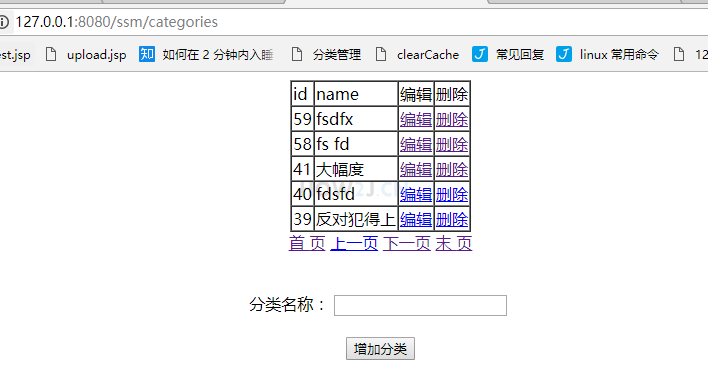 127.0.0.1:8080/ssm/categories
est.jsp upload.jsp 知 如何在 2 分钟内入睡 分类管理 clearCache 常见回复 linux 常用命令 12
id name 编辑 删除
59 fsdfx 编辑 删除
58 fs fd 编辑 删除
41 大幅度 编辑 删除
40 fdsfd 编辑 删除
39 反对犯得上 编辑 删除
首 页 上一页 下一页 末 页
分类名称：
增加分类